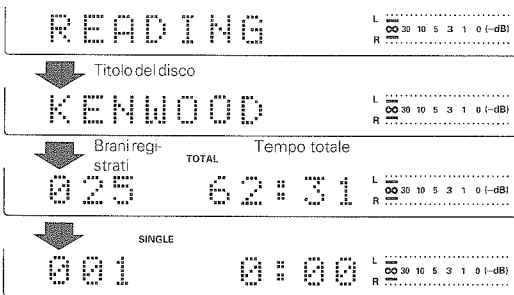 READING
L
∞ 30 10 5 3 1 0 (–dB)
R
Titolo del disco
KENWOOD
L
∞ 30 10 5 3 1 0 (–dB)
R
Brani regi-
strati
TOTAL
Tempo totale
025 62:31
L
∞ 30 10 5 3 1 0 (–dB)
R
SINGLE
001 0:00
L
∞ 30 10 5 3 1 0 (–dB)
R